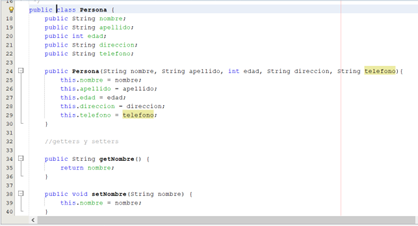 16
public class Persona {
18 public String nombre;
19 public String apellido;
20 public int edad;
21 public String direccion;
22 public String telefono;
23
24 public Persona(String nombre, String apellido, int edad, String direccion, String telefono){
25 this.nombre = nombre;
26 this.apellido = apellido;
27 this.edad = edad;
28 this.direccion = direccion;
29 this.telefono = telefono;
30 }
31
32 //getters y setters
33
34 public String getNombre() {
35 return nombre;
36 }
37
38 public void setNombre(String nombre) {
39 this.nombre = nombre;
40 }